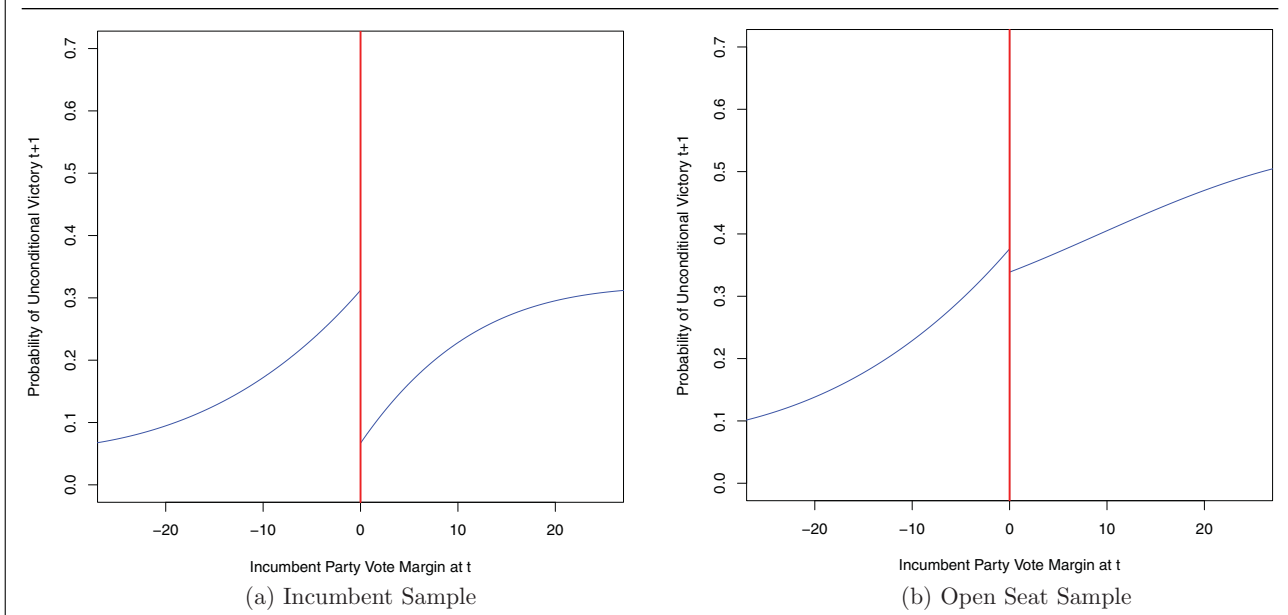 0.7
0.6
0.5
0.4
0.3
0.2
0.1
0.0
Probability of Unconditional Victory t+1
−20 −10 0 10 20
Incumbent Party Vote Margin at t
(a) Incumbent Sample
0.7
0.6
0.5
0.4
0.3
0.2
0.1
0.0
Probability of Unconditional Victory t+1
−20 −10 0 10 20
Incumbent Party Vote Margin at t
(b) Open Seat Sample